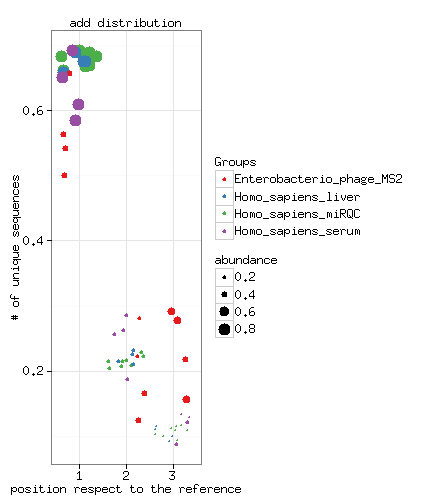 add distribution
# of unique sequences
0.6
0.4
0.2
1 2 3
position respect to the reference
Groups
Enterobacterio_phage_MS2
Homo_sapiens_liver
Homo_sapiens_miRQC
Homo_sapiens_serum
abundance
0.2
0.4
0.6
0.8